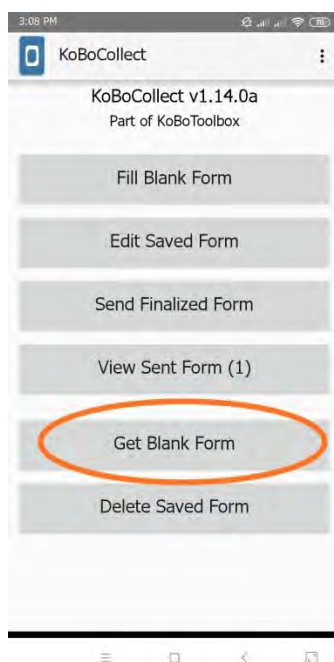 3:08 PM
KoBoCollect
KoBoCollect v1.14.0a
Part of KoBoToolbox
Fill Blank Form
Edit Saved Form
Send Finalized Form
View Sent Form (1)
Get Blank Form
Delete Saved Form